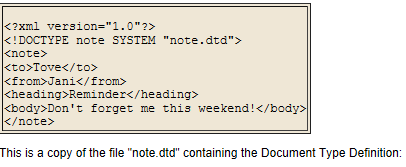 <?xml version="1.0"?>
<!DOCTYPE note SYSTEM "note.dtd">
<note>
<to>Tove</to>
<from>Jani</from>
<heading>Reminder</heading>
<body>Don't forget me this weekend!</body>
</note>
This is a copy of the file "note.dtd" containing the Document Type Definition: